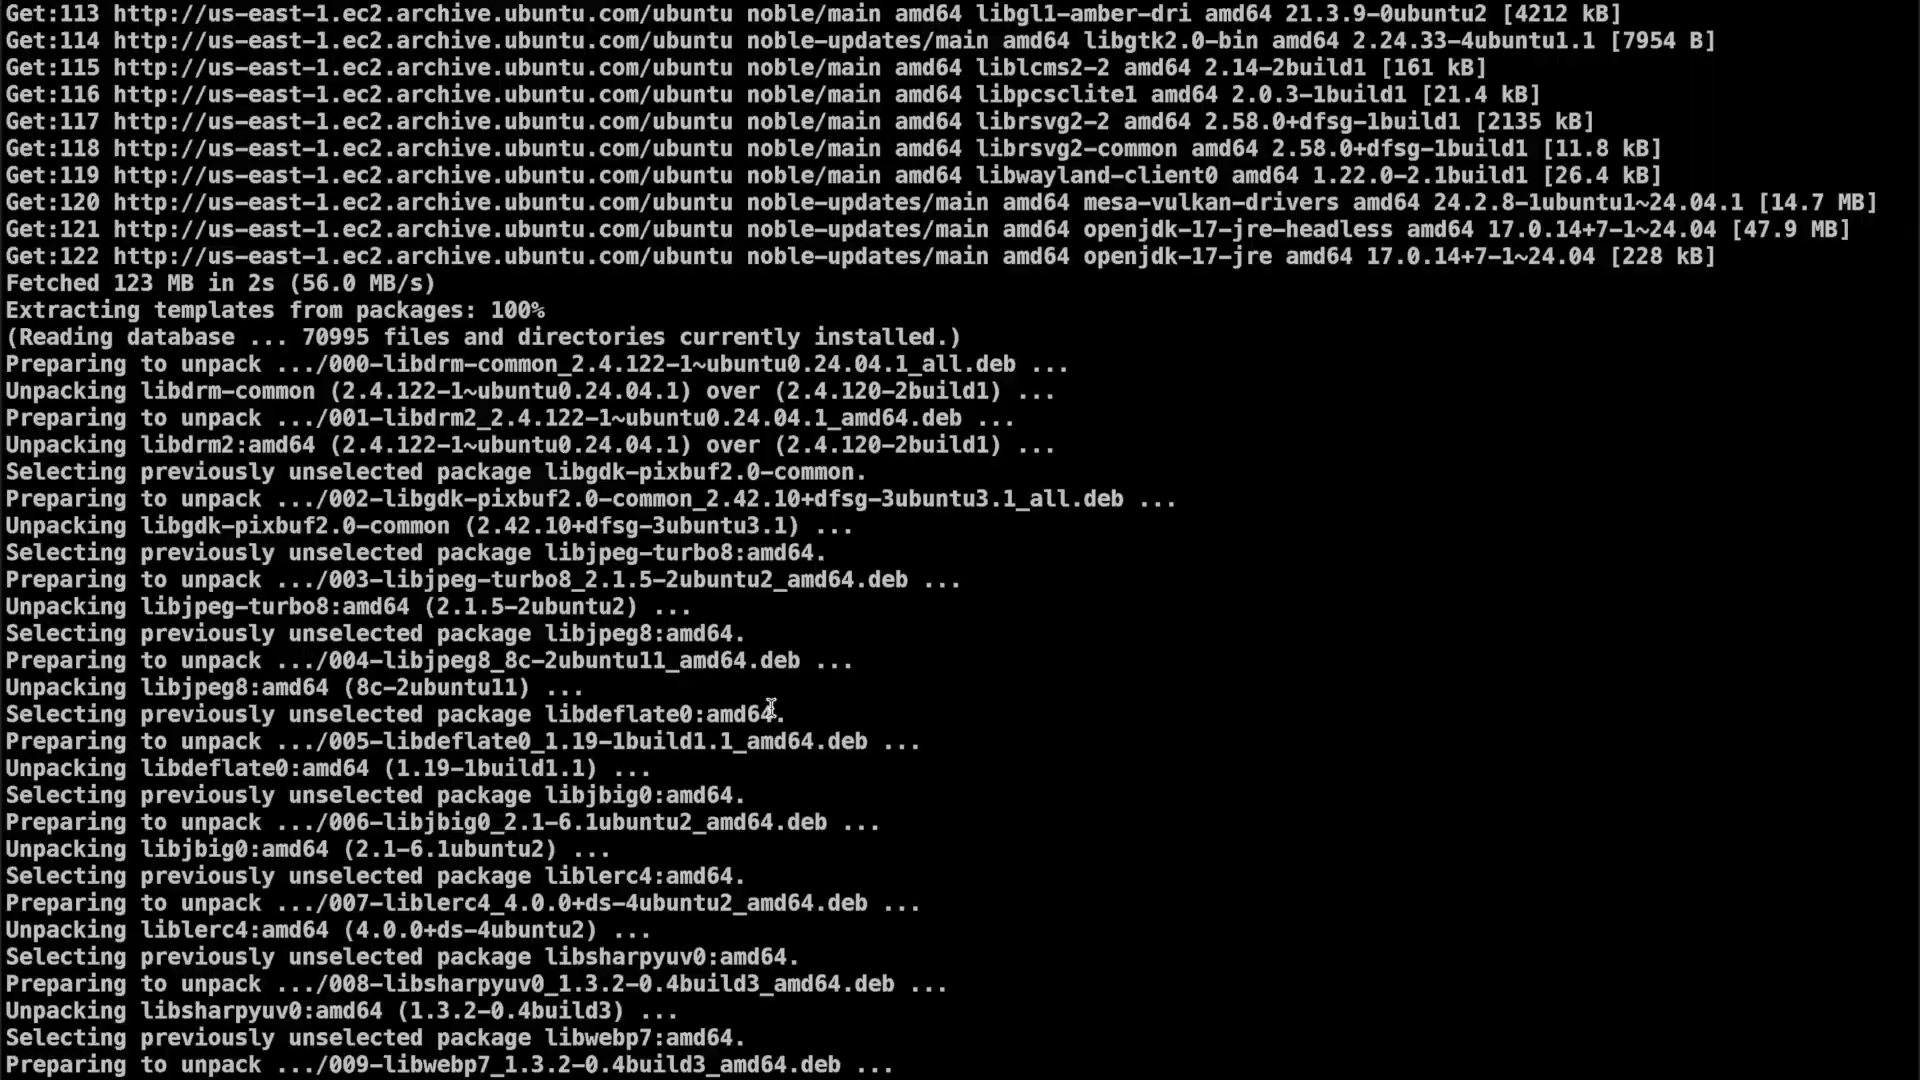 Get:113 http://us-east-1.ec2.archive.ubuntu.com/ubuntu noble/main amd64 libgl1-amber-dri amd64 21.3.9-0ubuntu2 [4212 kB]
Get:114 http://us-east-1.ec2.archive.ubuntu.com/ubuntu noble-updates/main amd64 libgtk2.0-bin amd64 2.24.33-4ubuntu1.1 [7954 B]
Get:115 http://us-east-1.ec2.archive.ubuntu.com/ubuntu noble/main amd64 liblcms2-2 amd64 2.14-2build1 [161 kB]
Get:116 http://us-east-1.ec2.archive.ubuntu.com/ubuntu noble/main amd64 libpcsclite1 amd64 2.0.3-1build1 [21.4 kB]
Get:117 http://us-east-1.ec2.archive.ubuntu.com/ubuntu noble/main amd64 librsvg2-2 amd64 2.58.0+dfsg-1build1 [2135 kB]
Get:118 http://us-east-1.ec2.archive.ubuntu.com/ubuntu noble/main amd64 librsvg2-common amd64 2.58.0+dfsg-1build1 [11.8 kB]
Get:119 http://us-east-1.ec2.archive.ubuntu.com/ubuntu noble/main amd64 libwayland-client0 amd64 1.22.0-2.1build1 [26.4 kB]
Get:120 http://us-east-1.ec2.archive.ubuntu.com/ubuntu noble-updates/main amd64 mesa-vulkan-drivers amd64 24.2.8-1ubuntu1~24.04.1 [14.7 MB]
Get:121 http://us-east-1.ec2.archive.ubuntu.com/ubuntu noble-updates/main amd64 openjdk-17-jre-headless amd64 17.0.14+7-1~24.04 [47.9 MB]
Get:122 http://us-east-1.ec2.archive.ubuntu.com/ubuntu noble-updates/main amd64 openjdk-17-jre amd64 17.0.14+7-1~24.04 [228 kB]
Fetched 123 MB in 2s (56.0 MB/s)
Extracting templates from packages: 100%
(Reading database ... 70995 files and directories currently installed.)
Preparing to unpack .../000-libdrm-common_2.4.122-1~ubuntu0.24.04.1_all.deb ...
Unpacking libdrm-common (2.4.122-1~ubuntu0.24.04.1) over (2.4.120-2build1) ...
Preparing to unpack .../001-libdrm2_2.4.122-1~ubuntu0.24.04.1_amd64.deb ...
Unpacking libdrm2:amd64 (2.4.122-1~ubuntu0.24.04.1) over (2.4.120-2build1) ...
Selecting previously unselected package libgdk-pixbuf2.0-common.
Preparing to unpack .../002-libgdk-pixbuf2.0-common_2.42.10+dfsg-3ubuntu3.1_all.deb ...
Unpacking libgdk-pixbuf2.0-common (2.42.10+dfsg-3ubuntu3.1) ...
Selecting previously unselected package libjpeg-turbo8:amd64.
Preparing to unpack .../003-libjpeg-turbo8_2.1.5-2ubuntu2_amd64.deb ...
Unpacking libjpeg-turbo8:amd64 (2.1.5-2ubuntu2) ...
Selecting previously unselected package libjpeg8:amd64.
Preparing to unpack .../004-libjpeg8_8c-2ubuntu11_amd64.deb ...
Unpacking libjpeg8:amd64 (8c-2ubuntu11) ...
Selecting previously unselected package libdeflate0:amd64.
Preparing to unpack .../005-libdeflate0_1.19-1build1.1_amd64.deb ...
Unpacking libdeflate0:amd64 (1.19-1build1.1) ...
Selecting previously unselected package libjbig0:amd64.
Preparing to unpack .../006-libjbig0_2.1-6.1ubuntu2_amd64.deb ...
Unpacking libjbig0:amd64 (2.1-6.1ubuntu2) ...
Selecting previously unselected package liblerc4:amd64.
Preparing to unpack .../007-liblerc4_4.0.0+ds-4ubuntu2_amd64.deb ...
Unpacking liblerc4:amd64 (4.0.0+ds-4ubuntu2) ...
Selecting previously unselected package libsharpyuv0:amd64.
Preparing to unpack .../008-libsharpyuv0_1.3.2-0.4build3_amd64.deb ...
Unpacking libsharpyuv0:amd64 (1.3.2-0.4build3) ...
Selecting previously unselected package libwebp7:amd64.
Preparing to unpack .../009-libwebp7_1.3.2-0.4build3_amd64.deb ...